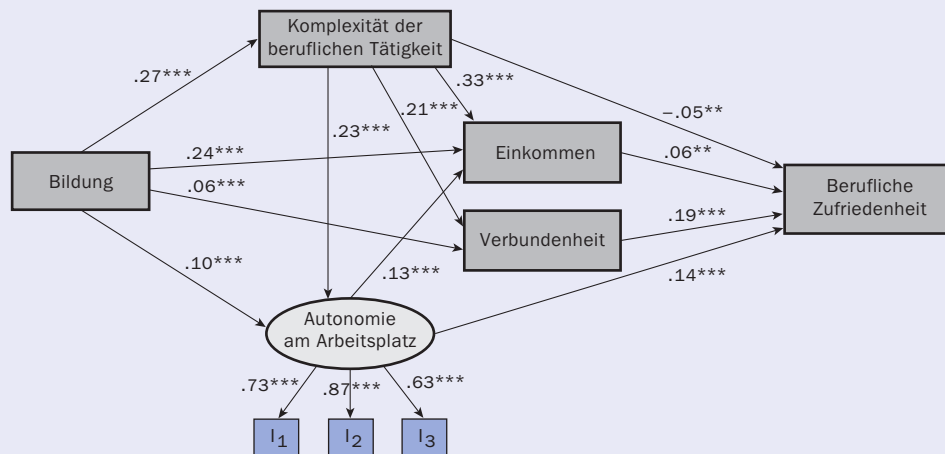 Komplexität der
beruflichen Tätigkeit
.27***
.33***
.21***
–.05**
.23***
.24***
Einkommen
.06**
Bildung
.06***
Berufliche
Zufriedenheit
.19***
Verbundenheit
.10***
.13***
.14***
Autonomie
am Arbeitsplatz
.73***
.87***
.63***
I1
I2
I3